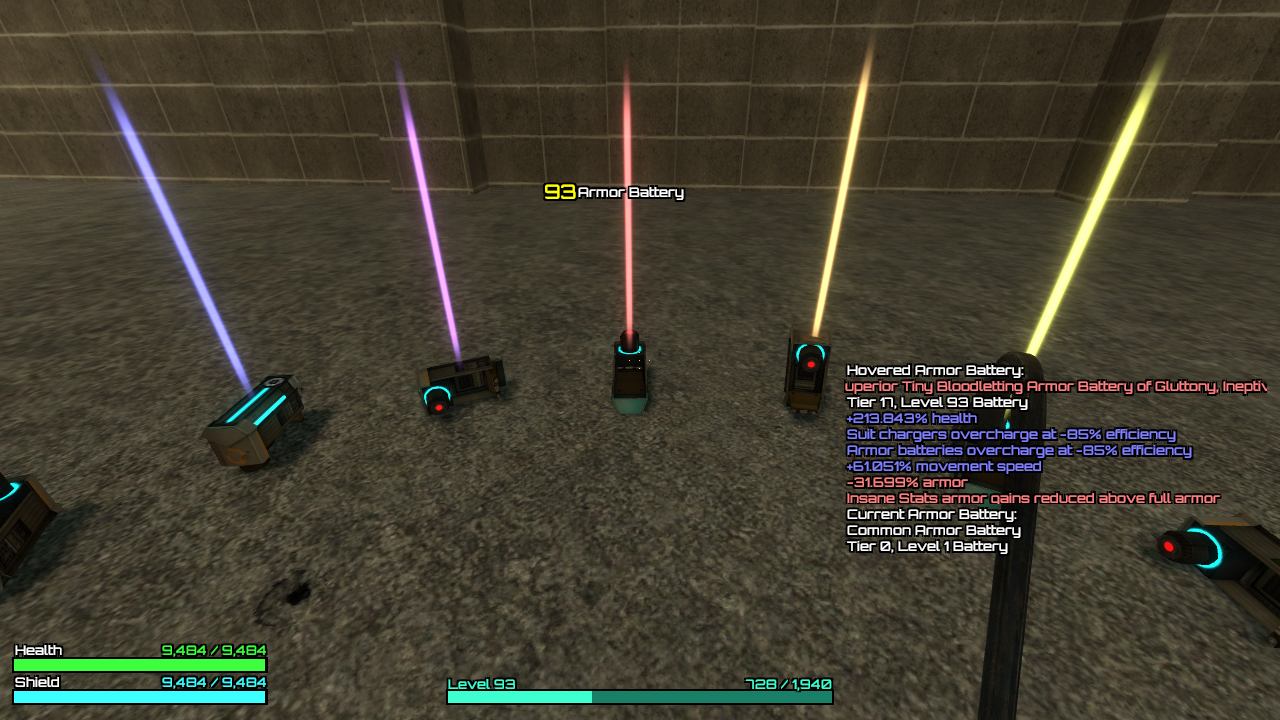 93 Armor Battery
Hovered Armor Battery:
uperior Tiny Bloodletting Armor Battery of Gluttony, Ineptiv
Tier 17, Level 93 Battery
+213.843% health
Suit chargers overcharge at -85% efficiency
Armor batteries overcharge at -85% efficiency
+61.051% movement speed
-31.699% armor
Insane Stats armor gains reduced above full armor
Current Armor Battery:
Common Armor Battery
Tier 0, Level 1 Battery
Health 9,484 / 9,484
Shield 9,484 / 9,484
Level 93 728 / 1,940